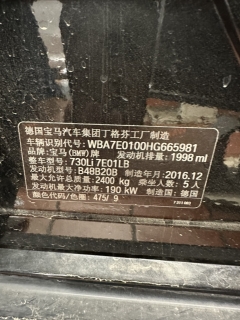 德国宝马汽车集团丁格芬工厂制造
车辆识别代号: WBA7E0100HG665981
品牌: 宝马(BMW)牌 发动机排量: 1998 ml
整车型号: 730Li 7E01LB
发动机型号: B48B20B 制造年月: 2016.12
最大允许总质量: 2400 kg 乘坐人数: 5人
发动机最大净功率: 190 kW 制造国: 德国
颜色代码/色圈: 475/ 9